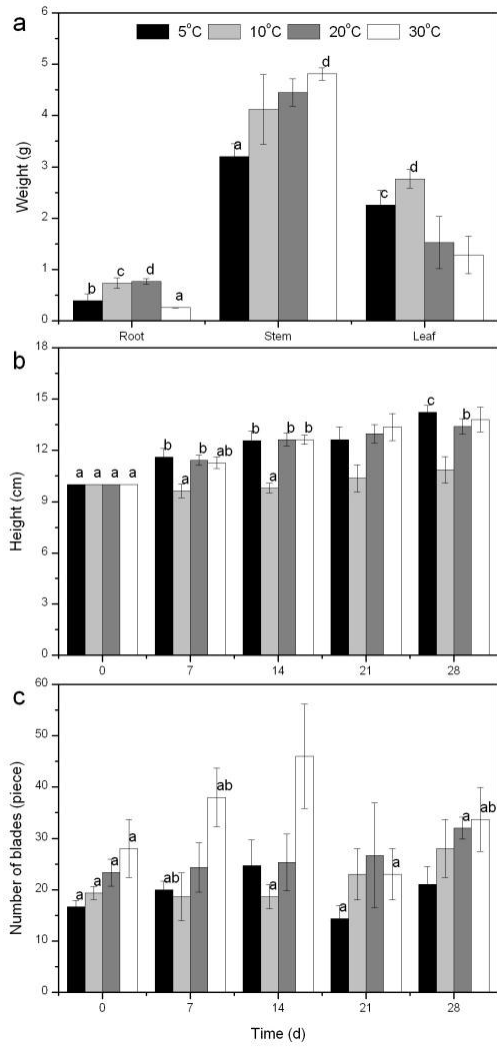 a
5°C 10°C 20°C 30°C
Weight (g)
6
5
4
3
2
1
0
b c d a
a d
c d
Root Stem Leaf
b
Height (cm)
18
15
12
9
6
3
0
a a a a
b a b ab
b a b b
c b
0 7 14 21 28
c
Number of blades (piece)
60
50
40
30
20
10
0
a a a a
ab ab
a
a a
a ab
0 7 14 21 28
Time (d)